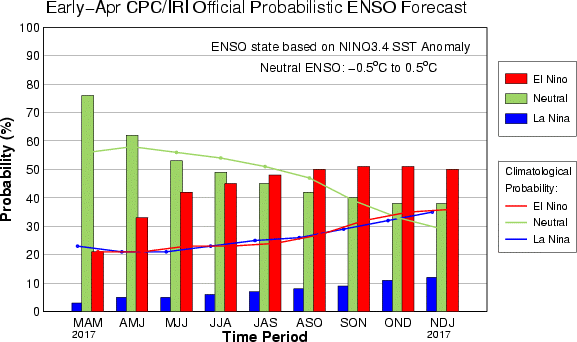 Early-Apr CPC/IRI Official Probabilistic ENSO Forecast
ENSO state based on NINO3.4 SST Anomaly
Neutral ENSO: -0.5°C to 0.5°C
Probability (%)
100
90
80
70
60
50
40
30
20
10
0
MAM AMJ MJJ JJA JAS ASO SON OND NDJ
2017 2017
Time Period
El Nino
Neutral
La Nina
Climatological
Probability:
El Nino
Neutral
La Nina